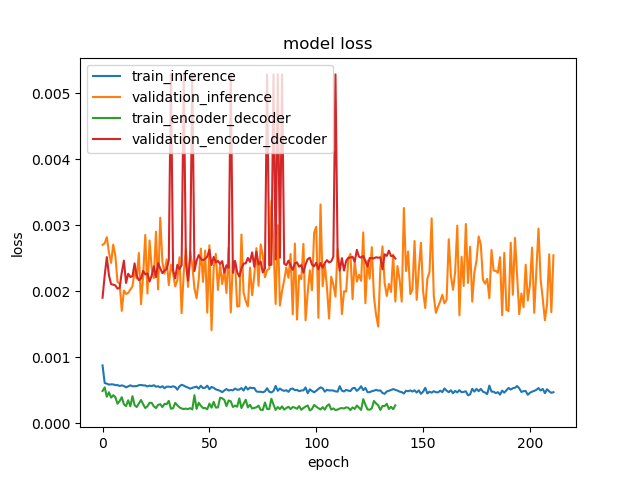 model loss
train_inference
validation_inference
train_encoder_decoder
validation_encoder_decoder
0.005
0.004
0.003
0.002
0.001
0.000
loss
0 50 100 150 200
epoch